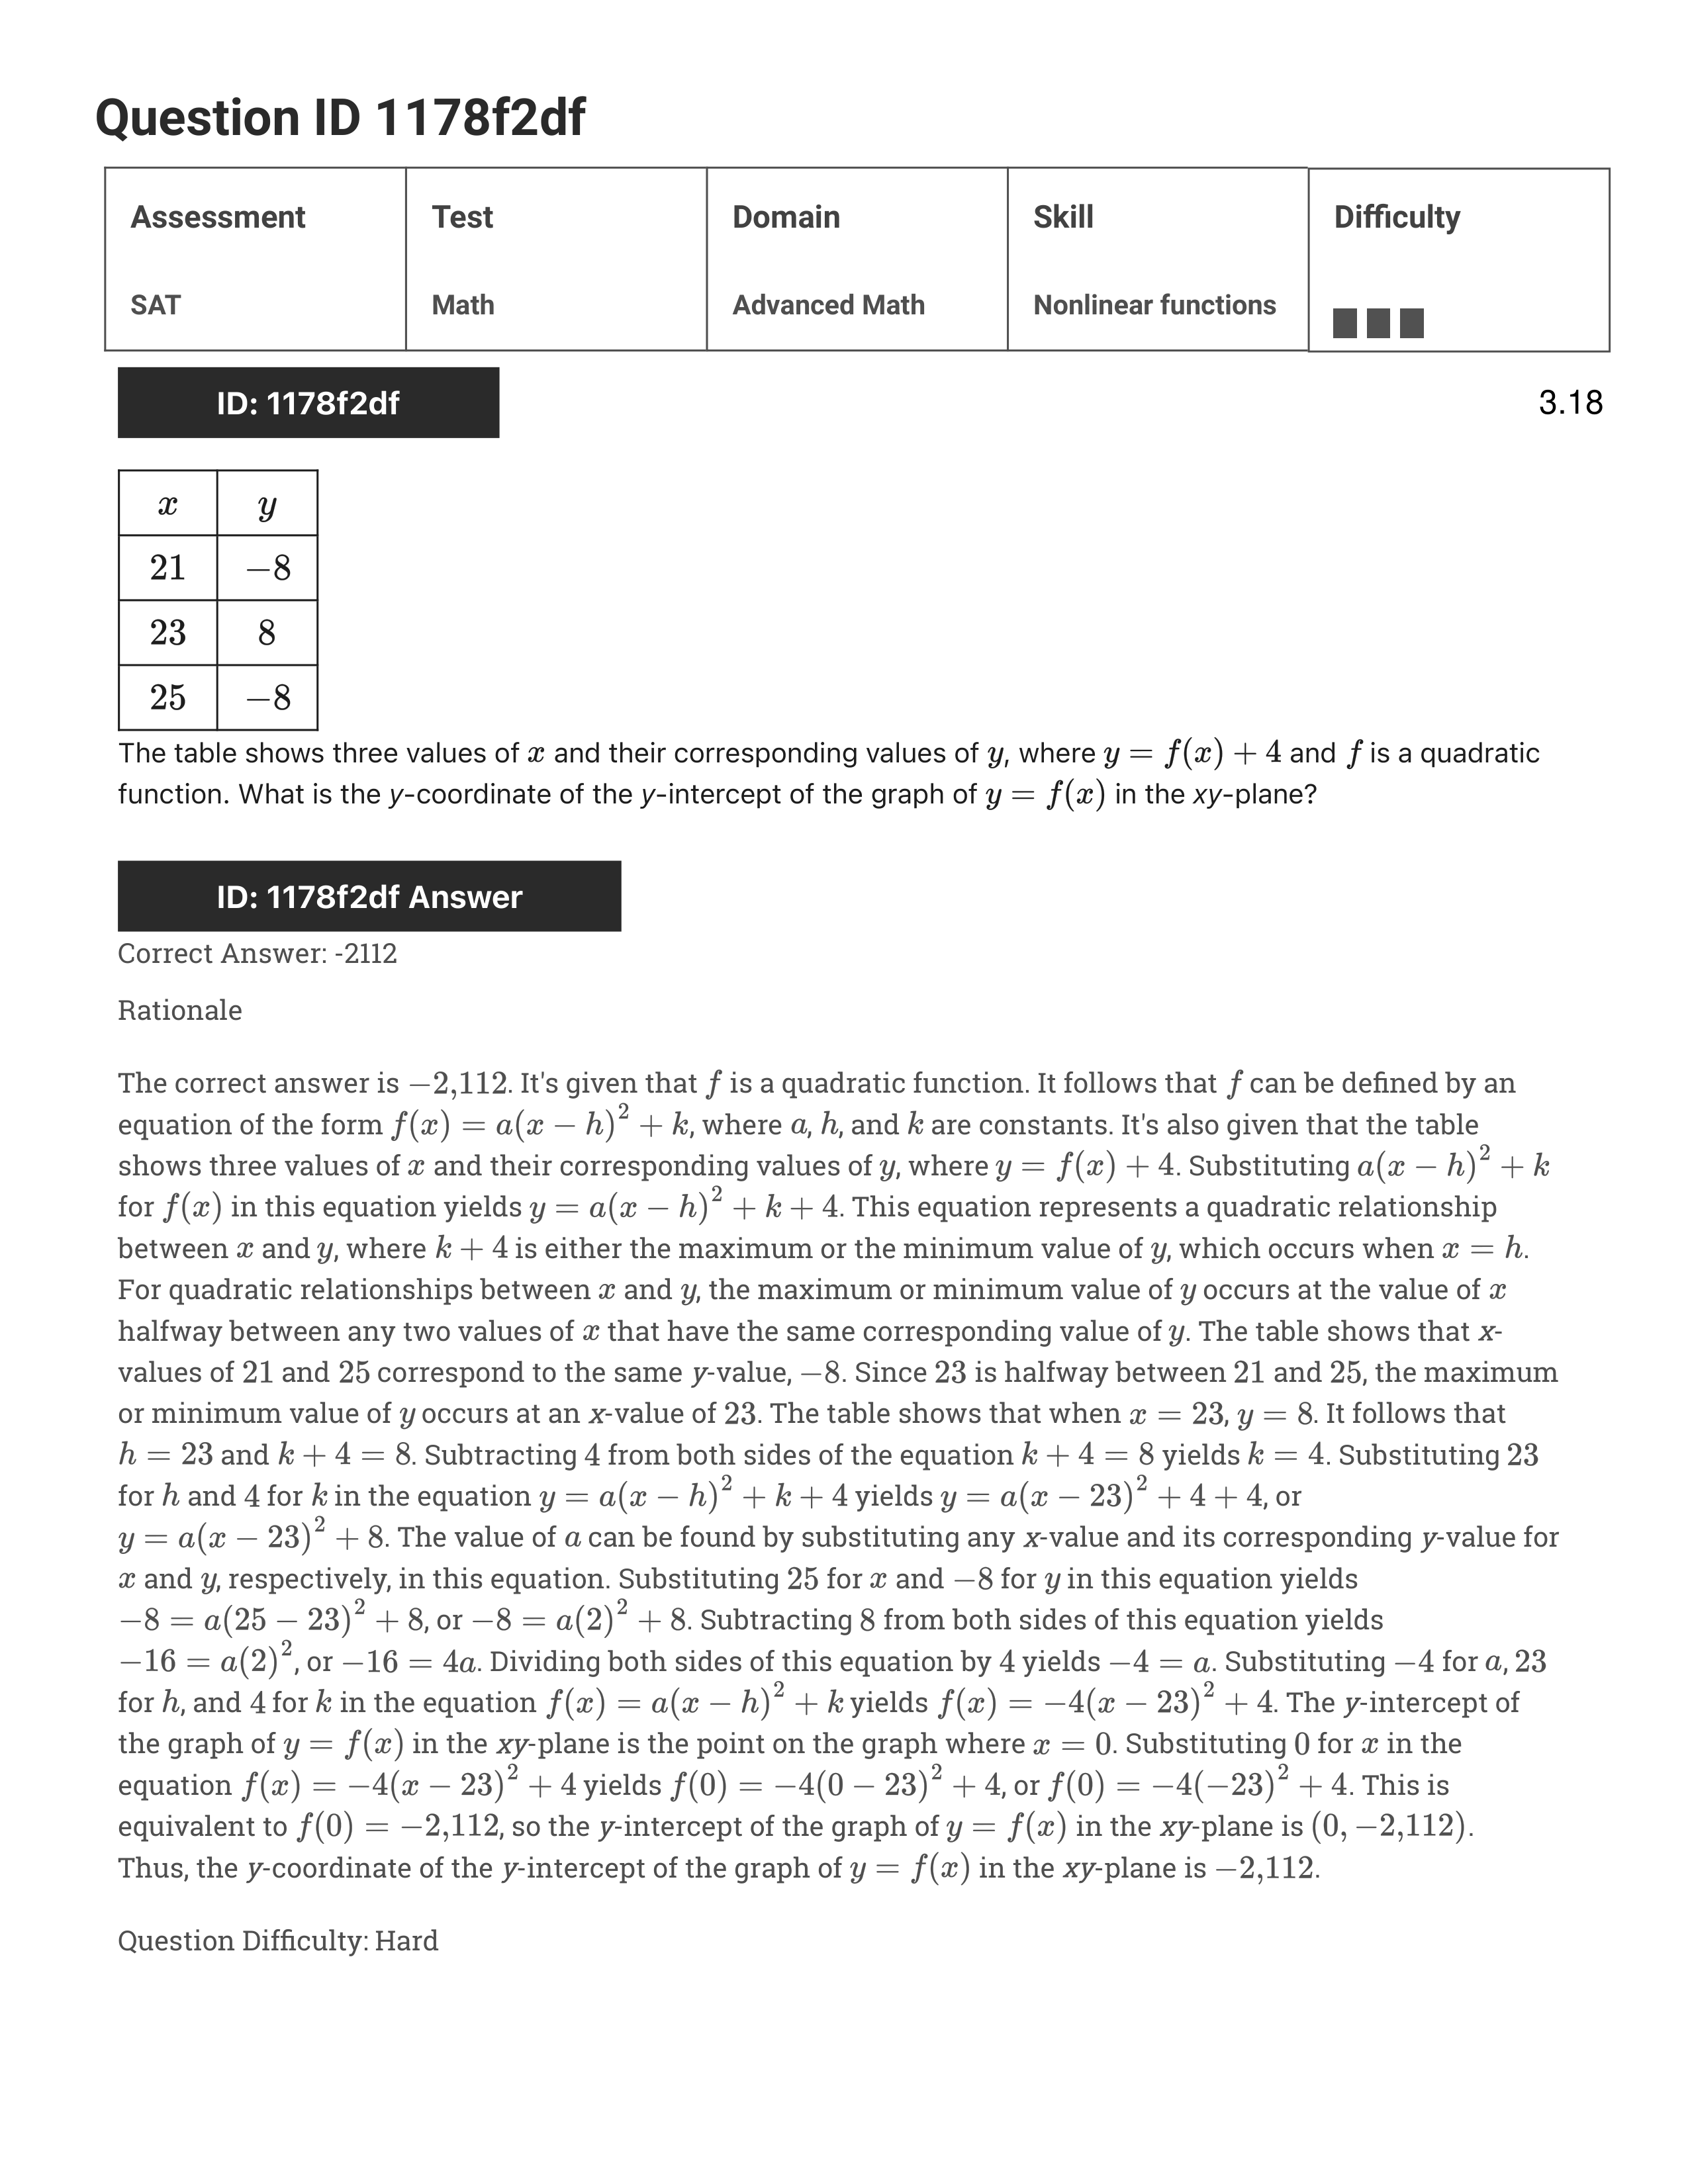 Question ID 1178f2df
Assessment Test Domain Skill Difficulty
SAT Math Advanced Math Nonlinear functions
ID: 1178f2df 3.18
x y
21 −8
23 8
25 −8
The table shows three values of x and their corresponding values of y, where y = f(x) + 4 and f is a quadratic
function. What is the y-coordinate of the y-intercept of the graph of y = f(x) in the xy-plane?
ID: 1178f2df Answer
Correct Answer: -2112
Rationale
The correct answer is −2,112. It's given that f is a quadratic function. It follows that f can be defined by an
equation of the form f(x) = a(x − h)² + k, where a, h, and k are constants. It's also given that the table
shows three values of x and their corresponding values of y, where y = f(x) + 4. Substituting a(x − h)² + k
for f(x) in this equation yields y = a(x − h)² + k + 4. This equation represents a quadratic relationship
between x and y, where k + 4 is either the maximum or the minimum value of y, which occurs when x = h.
For quadratic relationships between x and y, the maximum or minimum value of y occurs at the value of x
halfway between any two values of x that have the same corresponding value of y. The table shows that x-
values of 21 and 25 correspond to the same y-value, −8. Since 23 is halfway between 21 and 25, the maximum
or minimum value of y occurs at an x-value of 23. The table shows that when x = 23, y = 8. It follows that
h = 23 and k + 4 = 8. Subtracting 4 from both sides of the equation k + 4 = 8 yields k = 4. Substituting 23
for h and 4 for k in the equation y = a(x − h)² + k + 4 yields y = a(x − 23)² + 4 + 4, or
y = a(x − 23)² + 8. The value of a can be found by substituting any x-value and its corresponding y-value for
x and y, respectively, in this equation. Substituting 25 for x and −8 for y in this equation yields
−8 = a(25 − 23)² + 8, or −8 = a(2)² + 8. Subtracting 8 from both sides of this equation yields
−16 = a(2)², or −16 = 4a. Dividing both sides of this equation by 4 yields −4 = a. Substituting −4 for a, 23
for h, and 4 for k in the equation f(x) = a(x − h)² + k yields f(x) = −4(x − 23)² + 4. The y-intercept of
the graph of y = f(x) in the xy-plane is the point on the graph where x = 0. Substituting 0 for x in the
equation f(x) = −4(x − 23)² + 4 yields f(0) = −4(0 − 23)² + 4, or f(0) = −4(−23)² + 4. This is
equivalent to f(0) = −2,112, so the y-intercept of the graph of y = f(x) in the xy-plane is (0, −2,112).
Thus, the y-coordinate of the y-intercept of the graph of y = f(x) in the xy-plane is −2,112.
Question Difficulty: Hard